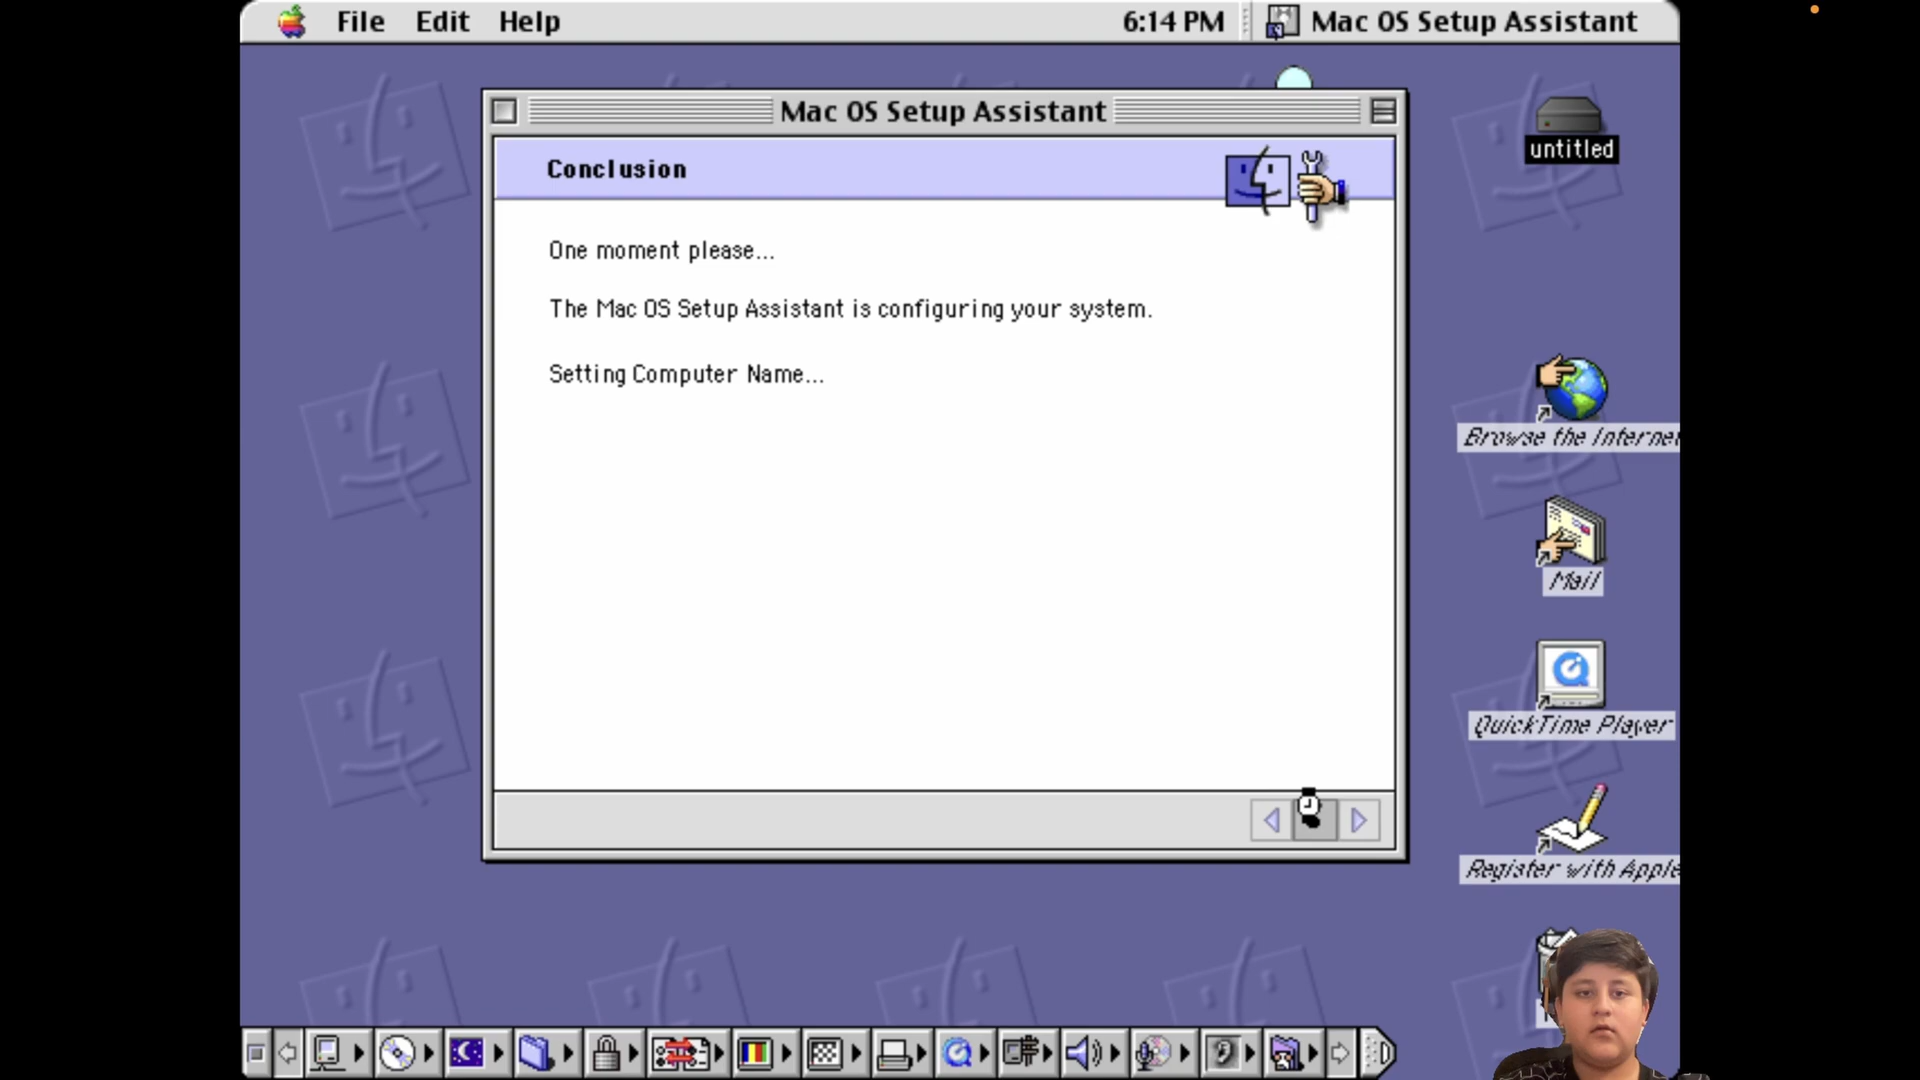 File Edit Help 6:14 PM Mac OS Setup Assistant
Mac OS Setup Assistant
Conclusion
One moment please...
The Mac OS Setup Assistant is configuring your system.
Setting Computer Name...
untitled
Browse the Internet
Mail
QuickTime Player
Register with Apple